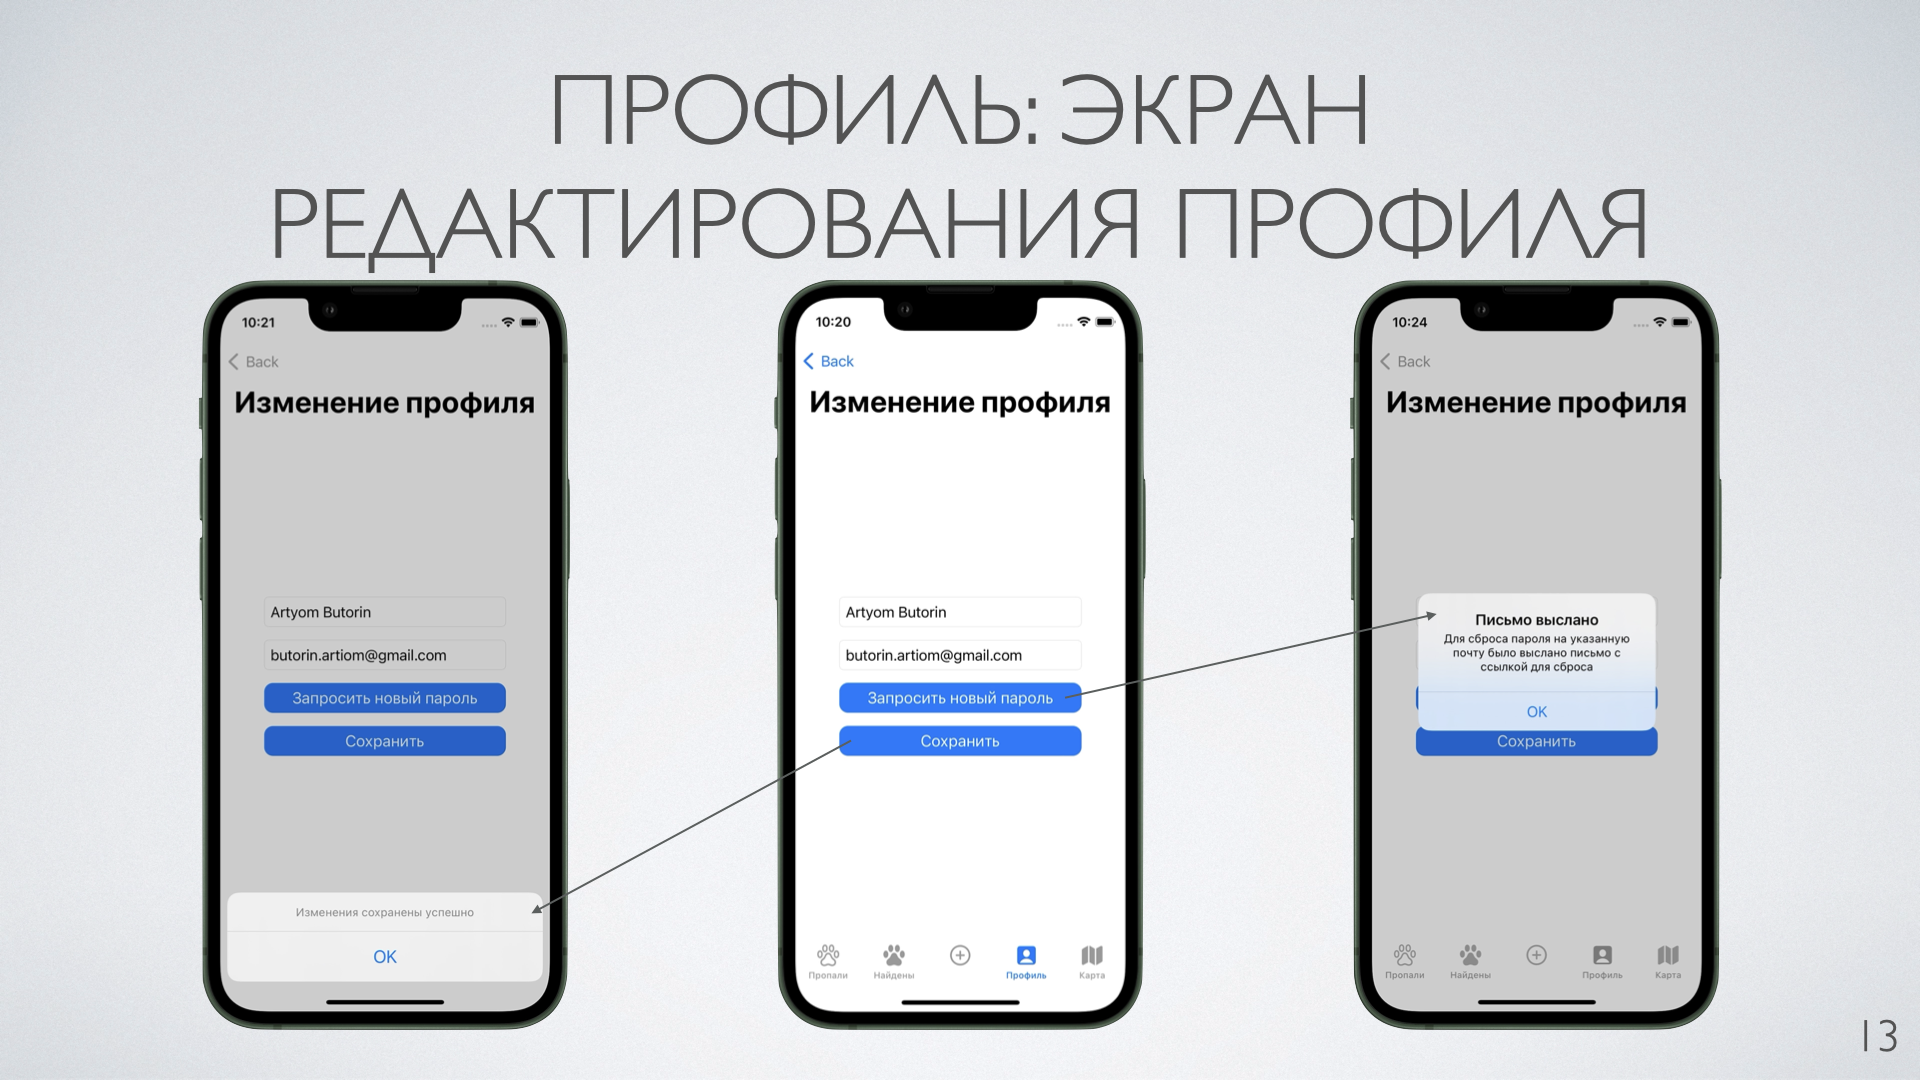 ПРОФИЛЬ: ЭКРАН
РЕДАКТИРОВАНИЯ ПРОФИЛЯ
10:21
Back
Изменение профиля
Artyom Butorin
butorin.artiom@gmail.com
Запросить новый пароль
Сохранить
Изменения сохранены успешно
OK
10:20
Back
Изменение профиля
Artyom Butorin
butorin.artiom@gmail.com
Запросить новый пароль
Сохранить
Пропали
Найдены
Профиль
Карта
10:24
Back
Изменение профиля
Письмо выслано
Для сброса пароля на указанную
почту было выслано письмо с
ссылкой для сброса
OK
Сохранить
Пропали
Найдены
Профиль
Карта
13